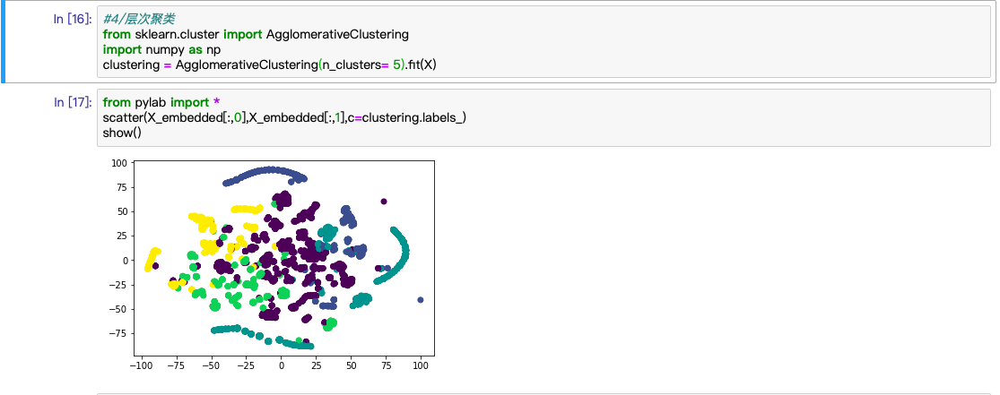 In [16]:
#4/层次聚类
from sklearn.cluster import AgglomerativeClustering
import numpy as np
clustering = AgglomerativeClustering(n_clusters= 5).fit(X)
In [17]:
from pylab import *
scatter(X_embedded[:,0],X_embedded[:,1],c=clustering.labels_)
show()
100
75
50
25
0
−25
−50
−75
−100 −75 −50 −25 0 25 50 75 100